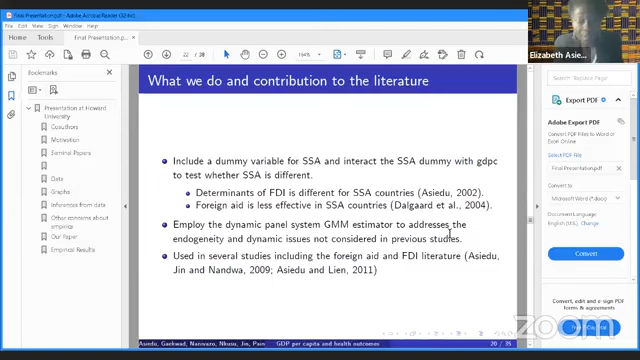 Final Presentation.pdf - Adobe Acrobat Reader (32-bit)
File Edit View Sign Window Help
Home Tools Final Presentation.p... ×
22 / 38
154%
Bookmarks
Presentation at Howard
University
Coauthors
Motivation
Seminal Papers
Data
Graphs
Inferences from data
Other concerns about
empirics
Our Paper
Empirical Results
What we do and contribution to the literature
Include a dummy variable for SSA and interact the SSA dummy with gdpc
to test whether SSA is different.
Determinants of FDI is different for SSA countries (Asiedu, 2002).
Foreign aid is less effective in SSA countries (Dalgaard et al., 2004).
Employ the dynamic panel system GMM estimator to addresses the
endogeneity and dynamic issues not considered in previous studies.
Used in several studies including the foreign aid and FDI literature (Asiedu,
Jin and Nandwa, 2009; Asiedu and Lien, 2011)
Asiedu, Gaekwad, Nanivazo, Nkusu, Jin, Pain
GDP per capita and health outcomes
20 / 35
Elizabeth Asie...
Export PDF
Adobe Export PDF
Convert PDF Files to Word
or Excel Online
Select PDF File
Final Presentation.pdf ×
Convert to
Microsoft Word (*.docx)
Document Language:
English (U.S.) Change
Convert
Convert, edit and e-sign PDF
forms & agreements
zoom